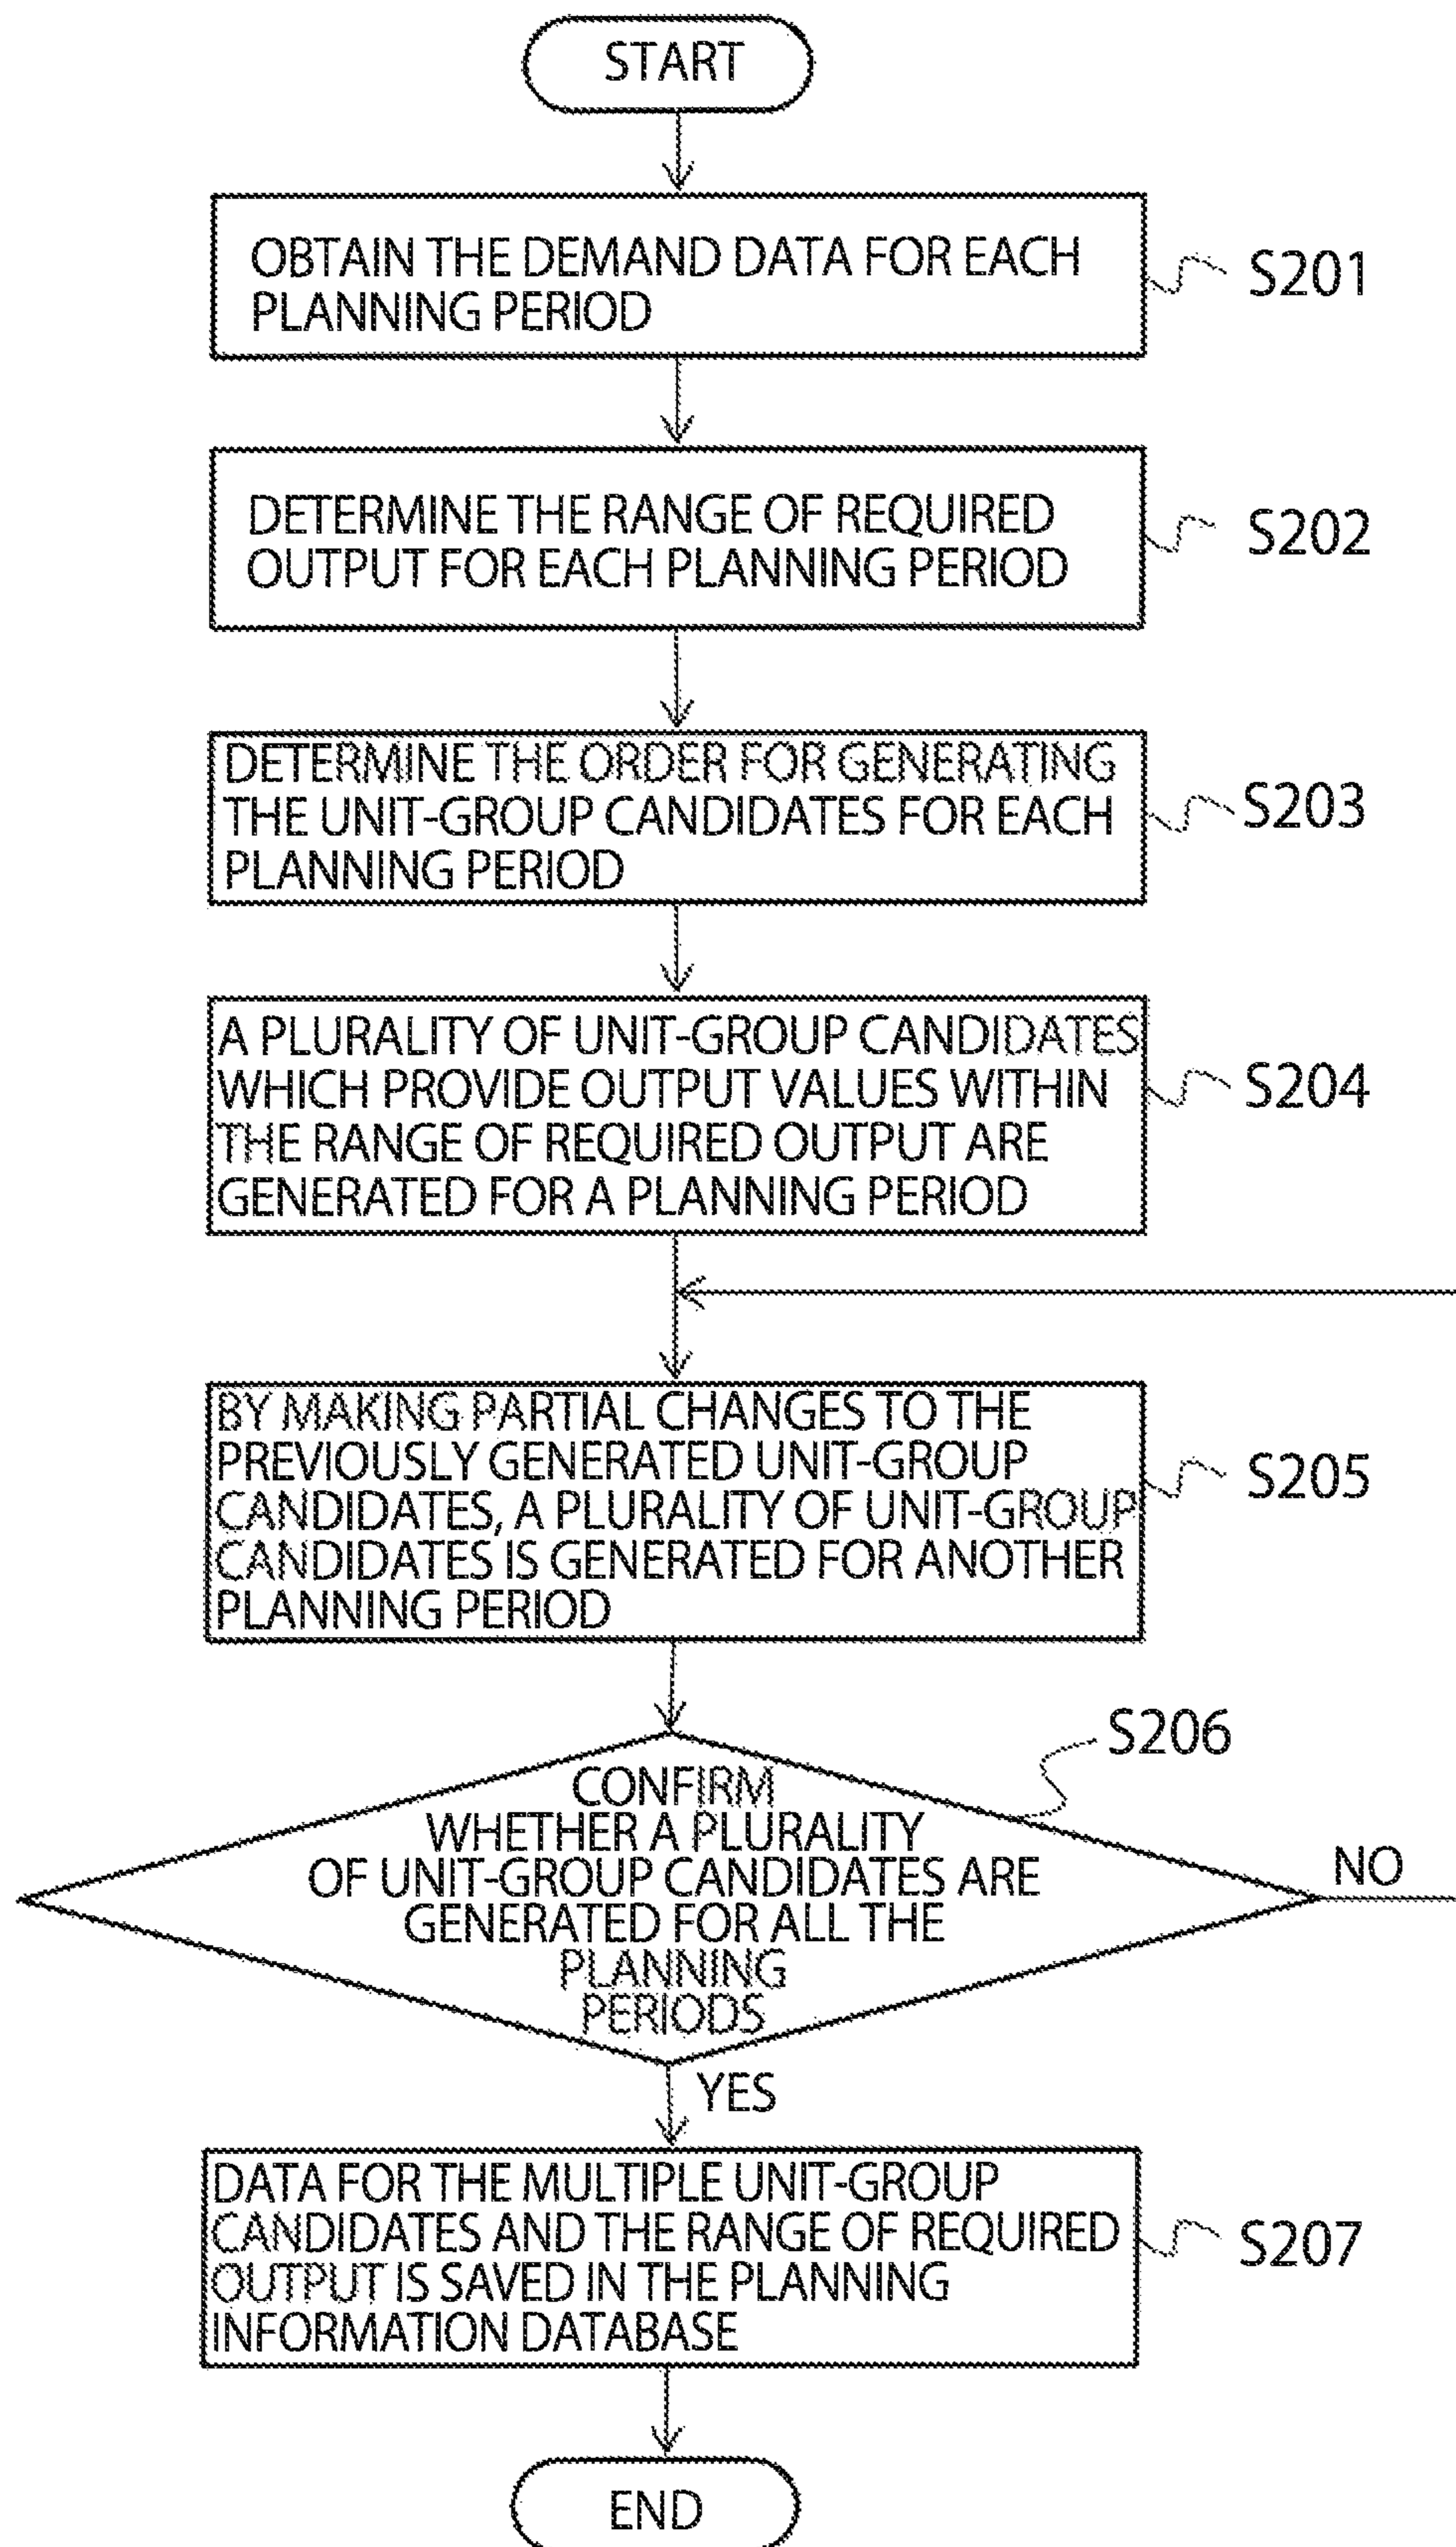 START
OBTAIN THE DEMAND DATA FOR EACH
PLANNING PERIOD
S201
DETERMINE THE RANGE OF REQUIRED
OUTPUT FOR EACH PLANNING PERIOD
S202
DETERMINE THE ORDER FOR GENERATING
THE UNIT-GROUP CANDIDATES FOR EACH
PLANNING PERIOD
S203
A PLURALITY OF UNIT-GROUP CANDIDATES
WHICH PROVIDE OUTPUT VALUES WITHIN
THE RANGE OF REQUIRED OUTPUT ARE
GENERATED FOR A PLANNING PERIOD
S204
BY MAKING PARTIAL CHANGES TO THE
PREVIOUSLY GENERATED UNIT-GROUP
CANDIDATES, A PLURALITY OF UNIT-GROUP
CANDIDATES IS GENERATED FOR ANOTHER
PLANNING PERIOD
S205
S206
CONFIRM
WHETHER A PLURALITY
OF UNIT-GROUP CANDIDATES ARE
GENERATED FOR ALL THE
PLANNING
PERIODS
NO
YES
DATA FOR THE MULTIPLE UNIT-GROUP
CANDIDATES AND THE RANGE OF REQUIRED
OUTPUT IS SAVED IN THE PLANNING
INFORMATION DATABASE
S207
END